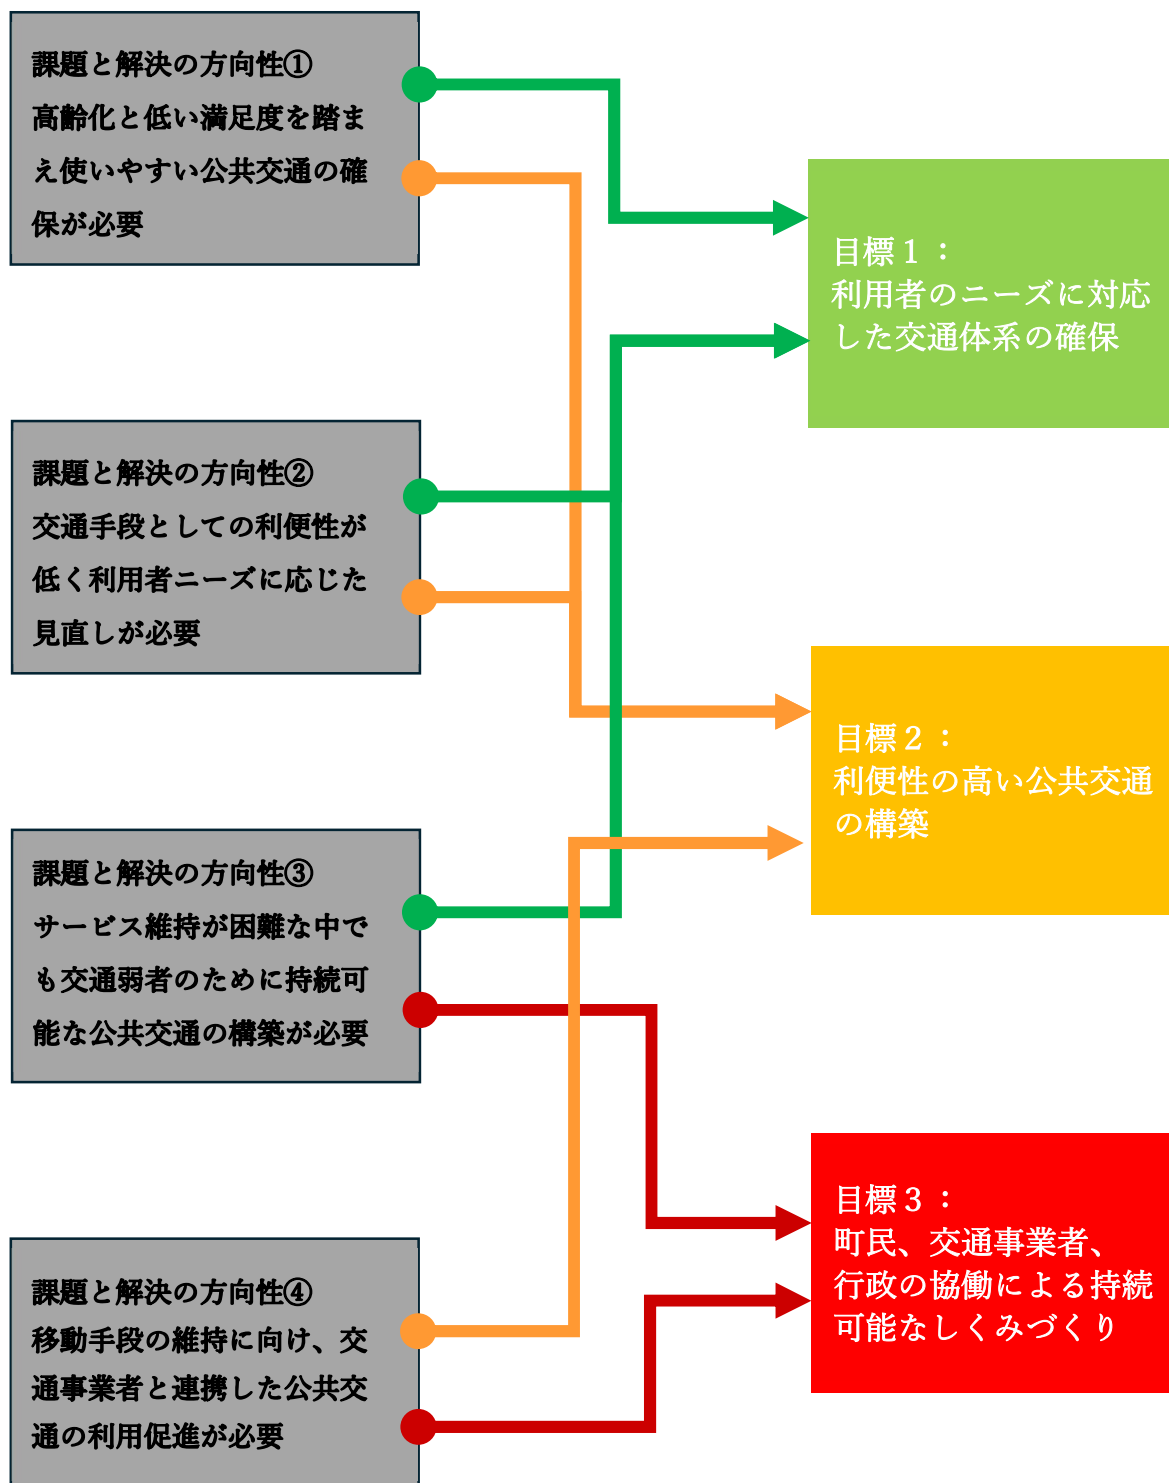 課題と解決の方向性①
高齢化と低い満足度を踏ま
え使いやすい公共交通の確
保が必要
課題と解決の方向性②
交通手段としての利便性が
低く利用者ニーズに応じた
見直しが必要
課題と解決の方向性③
サービス維持が困難な中で
も交通弱者のために持続可
能な公共交通の構築が必要
課題と解決の方向性④
移動手段の維持に向け、交
通事業者と連携した公共交
通の利用促進が必要
目標１：
利用者のニーズに対応
した交通体系の確保
目標２：
利便性の高い公共交通
の構築
目標３：
町民、交通事業者、
行政の協働による持続
可能なしくみづくり